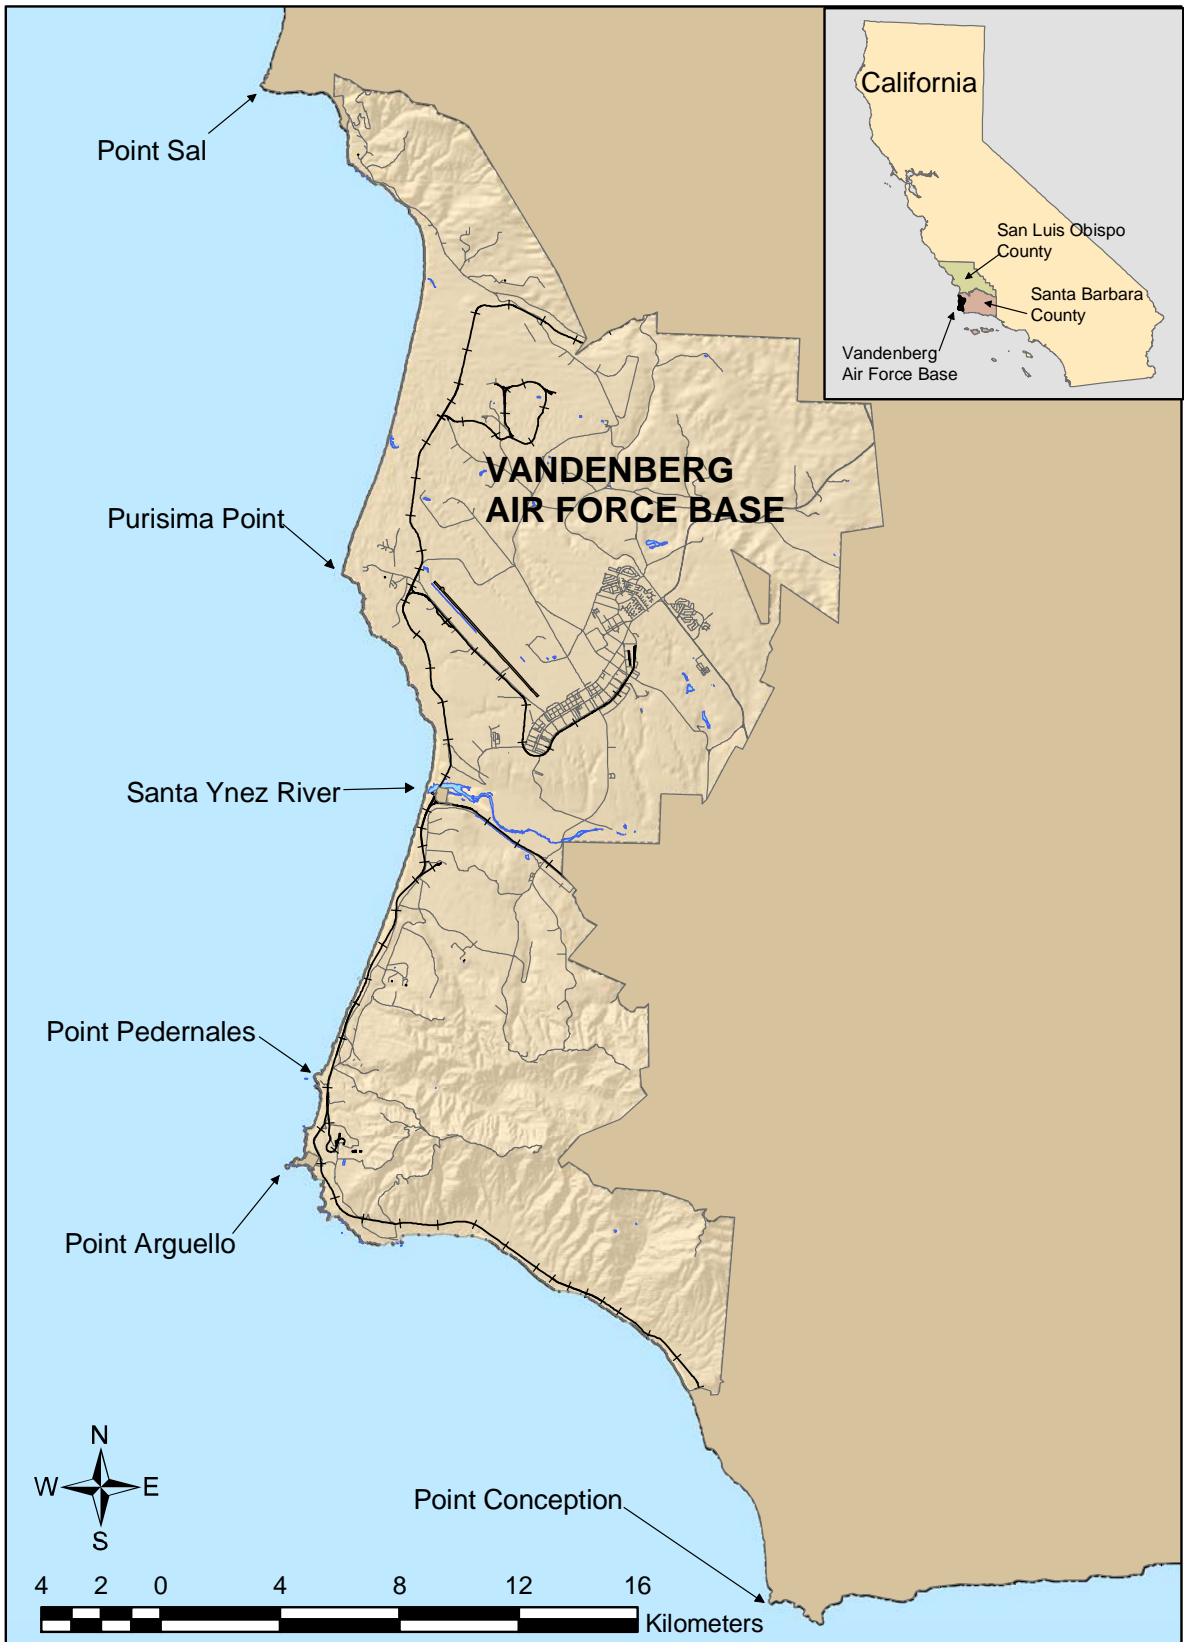 California
San Luis Obispo
County
Santa Barbara
County
Vandenberg
Air Force Base
Point Sal
VANDENBERG
AIR FORCE BASE
Purisima Point
Santa Ynez River
Point Pedernales
Point Arguello
N
W
E
S
Point Conception
4 2 0 4 8 12 16
Kilometers